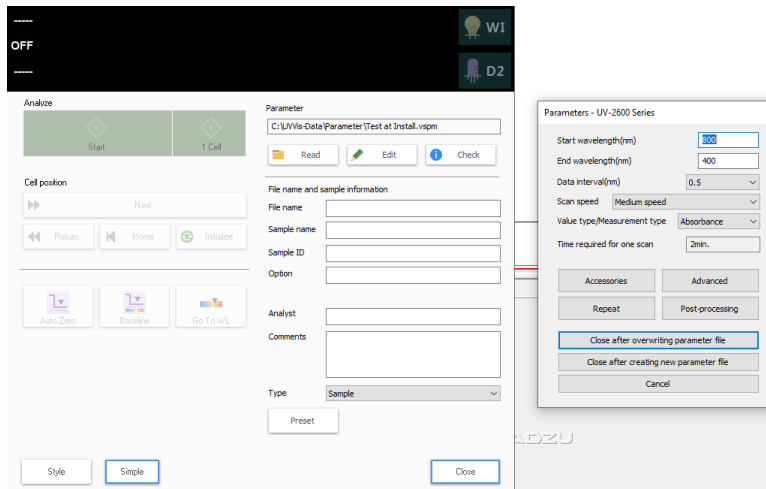 -----
OFF
-----
WI
D2
Analyze
Start
1 Cell
Cell position
Next
Return
Home
Initialize
Auto Zero
Baseline
Go To WL
Style
Simple
Parameter
C:\UVVis-Data\Parameter\Test at Install.vspm
Read
Edit
Check
File name and sample information
File name
Sample name
Sample ID
Option
Analyst
Comments
Type
Sample
Preset
Close
Parameters - UV-2600 Series
Start wavelength(nm) 800
End wavelength(nm) 400
Data interval(nm) 0.5
Scan speed Medium speed
Value type/Measurement type Absorbance
Time required for one scan 2min.
Accessories
Advanced
Repeat
Post-processing
Close after overwriting parameter file
Close after creating new parameter file
Cancel